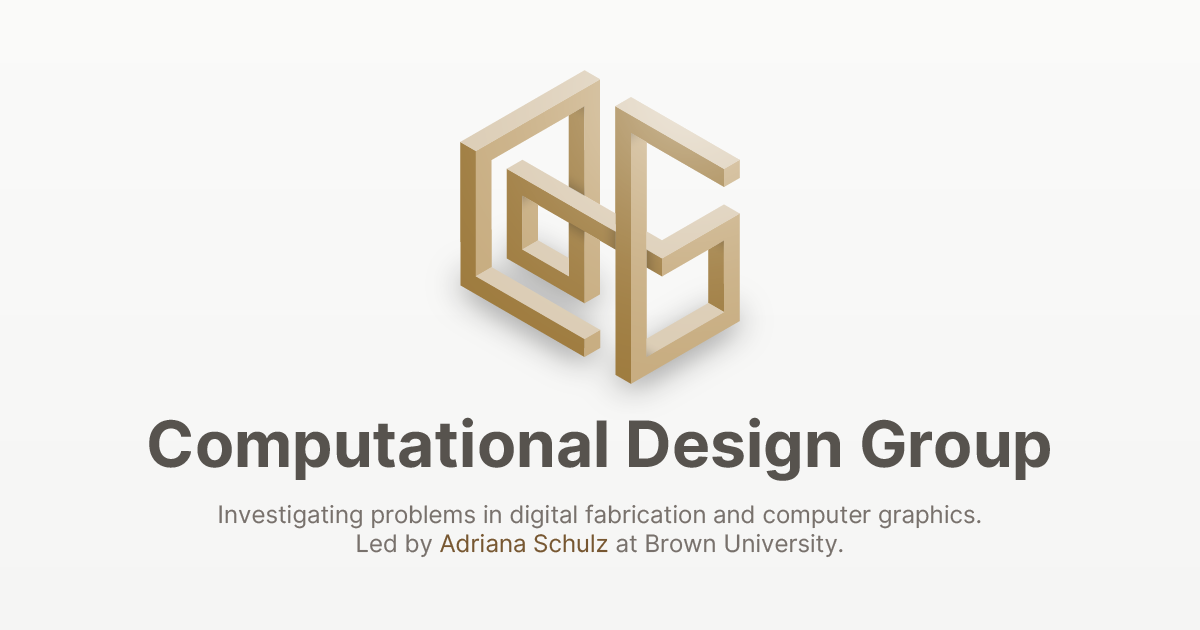 Computational Design Group
Investigating problems in digital fabrication and computer graphics.
Led by Adriana Schulz at Brown University.